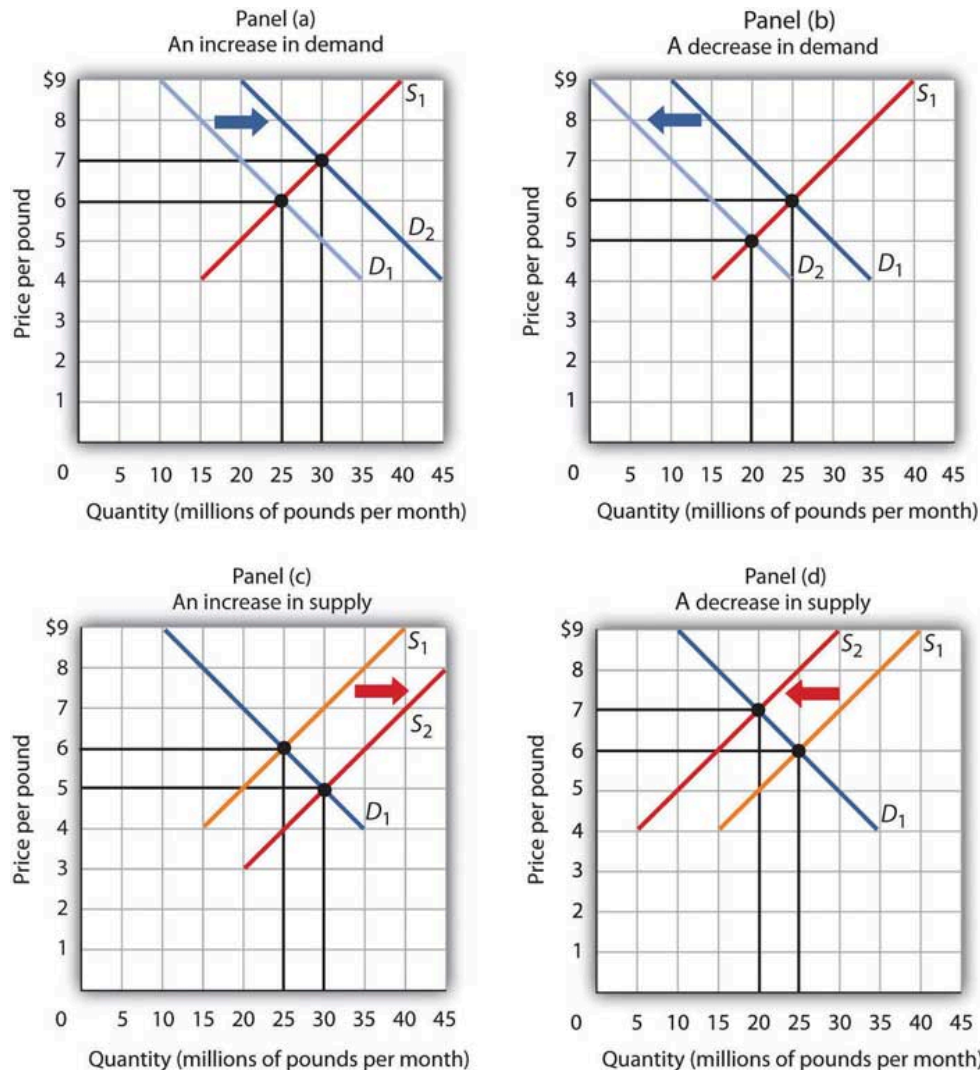 Panel (a)
An increase in demand
$9
8
7
6
5
4
3
2
1
0
5 10 15 20 25 30 35 40 45
Price per pound
Quantity (millions of pounds per month)
S1
D2
D1
Panel (b)
A decrease in demand
$9
8
7
6
5
4
3
2
1
0
5 10 15 20 25 30 35 40 45
Price per pound
Quantity (millions of pounds per month)
S1
D2
D1
Panel (c)
An increase in supply
$9
8
7
6
5
4
3
2
1
0
5 10 15 20 25 30 35 40 45
Price per pound
Quantity (millions of pounds per month)
S1
S2
D1
Panel (d)
A decrease in supply
$9
8
7
6
5
4
3
2
1
0
5 10 15 20 25 30 35 40 45
Price per pound
Quantity (millions of pounds per month)
S2
S1
D1